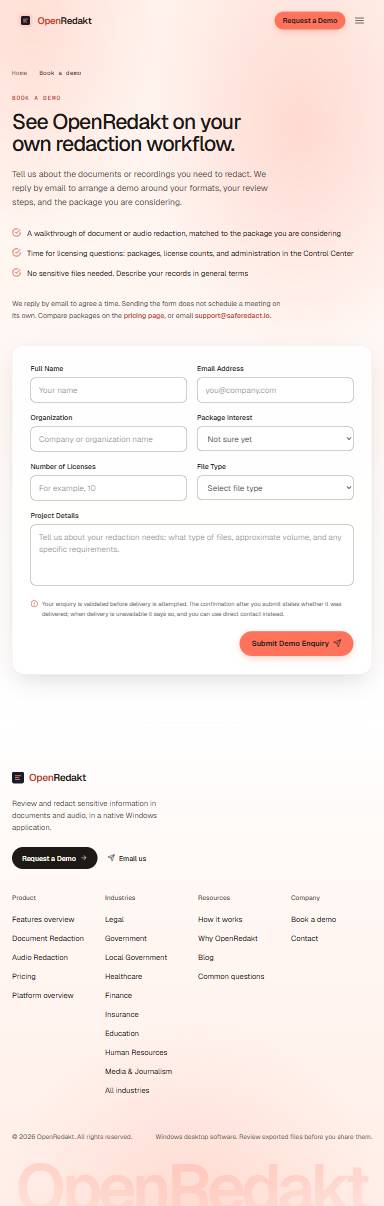 OpenRedakt
Request a Demo
Home
Book a demo
BOOK A DEMO
See OpenRedakt on your
own redaction workflow.
Tell us about the documents or recordings you need to redact. We
reply by email to arrange a demo around your formats, your review
steps, and the package you are considering.
A walkthrough of document or audio redaction, matched to the package you are considering
Time for licensing questions: packages, license counts, and administration in the Control Center
No sensitive files needed. Describe your records in general terms
We reply by email to agree a time. Sending the form does not schedule a meeting on
its own. Compare packages on the pricing page, or email support@saferedact.io.
Full Name
Email Address
Your name
you@company.com
Organization
Package Interest
Company or organization name
Not sure yet
Number of Licenses
File Type
For example, 10
Select file type
Project Details
Tell us about your redaction needs: what type of files, approximate volume, and any
specific requirements.
Your enquiry is validated before delivery is attempted. The confirmation after you submit states whether it was
delivered; when delivery is unavailable it says so, and you can use direct contact instead.
Submit Demo Enquiry
OpenRedakt
Review and redact sensitive information in
documents and audio, in a native Windows
application.
Request a Demo
Email us
Product
Features overview
Document Redaction
Audio Redaction
Pricing
Platform overview
Industries
Legal
Government
Local Government
Healthcare
Finance
Insurance
Education
Human Resources
Media & Journalism
All industries
Resources
How it works
Why OpenRedakt
Blog
Common questions
Company
Book a demo
Contact
© 2026 OpenRedakt. All rights reserved.
Windows desktop software. Review exported files before you share them.
OpenRedakt